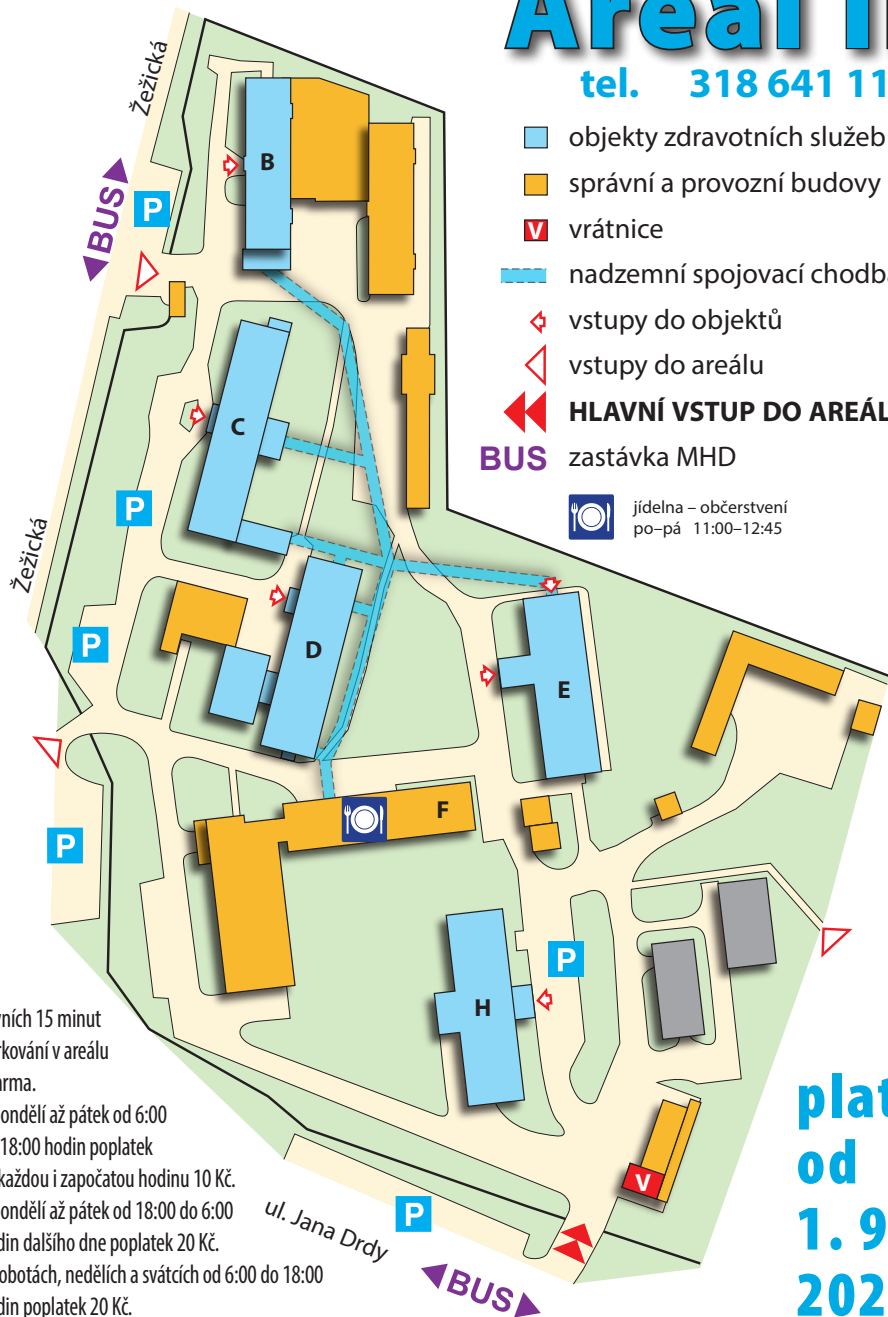 Areál
tel. 318 641 11
objekty zdravotních služeb
správní a provozní budovy
V vrátnice
nadzemní spojovací chodba
vstupy do objektů
vstupy do areálu
HLAVNÍ VSTUP DO AREÁL
BUS zastávka MHD
jídelna – občerstvení
po–pá 11:00–12:45
Žežická
BUS
P
B
C
P
Žežická
D
P
E
F
P
P
H
V
ul. Jana Drdy
P
BUS
vních 15 minut
rkování v areálu
arma.
ondělí až pátek od 6:00
18:00 hodin poplatek
každou i započatou hodinu 10 Kč.
ondělí až pátek od 18:00 do 6:00
din dalšího dne poplatek 20 Kč.
obotách, nedělích a svátcích od 6:00 do 18:00
din poplatek 20 Kč.
plat
od
1. 9
202